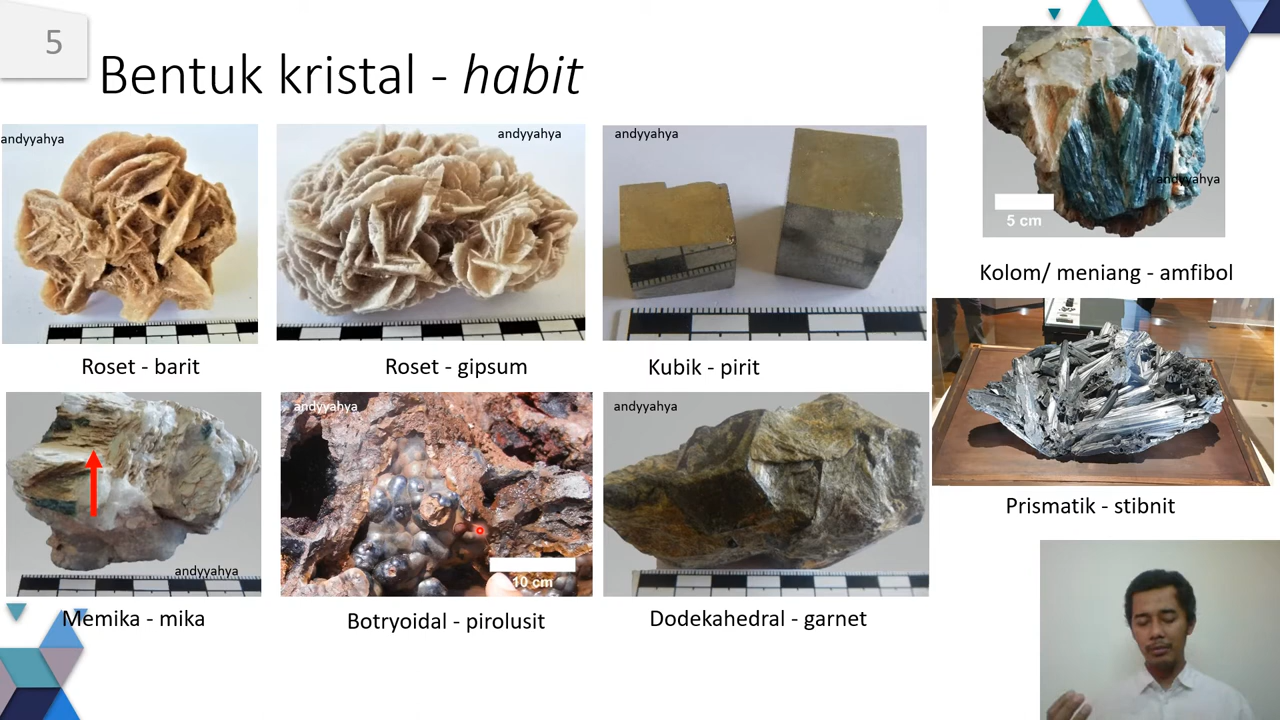 5
Bentuk kristal - habit
andyyahya
andyyahya
andyyahya
andyyahya
5 cm
Roset - barit
Roset - gipsum
Kubik - pirit
Kolom/ meniang - amfibol
andyyahya
andyyahya
andyyahya
10 cm
Memika - mika
Botryoidal - pirolusit
Dodekahedral - garnet
Prismatik - stibnit